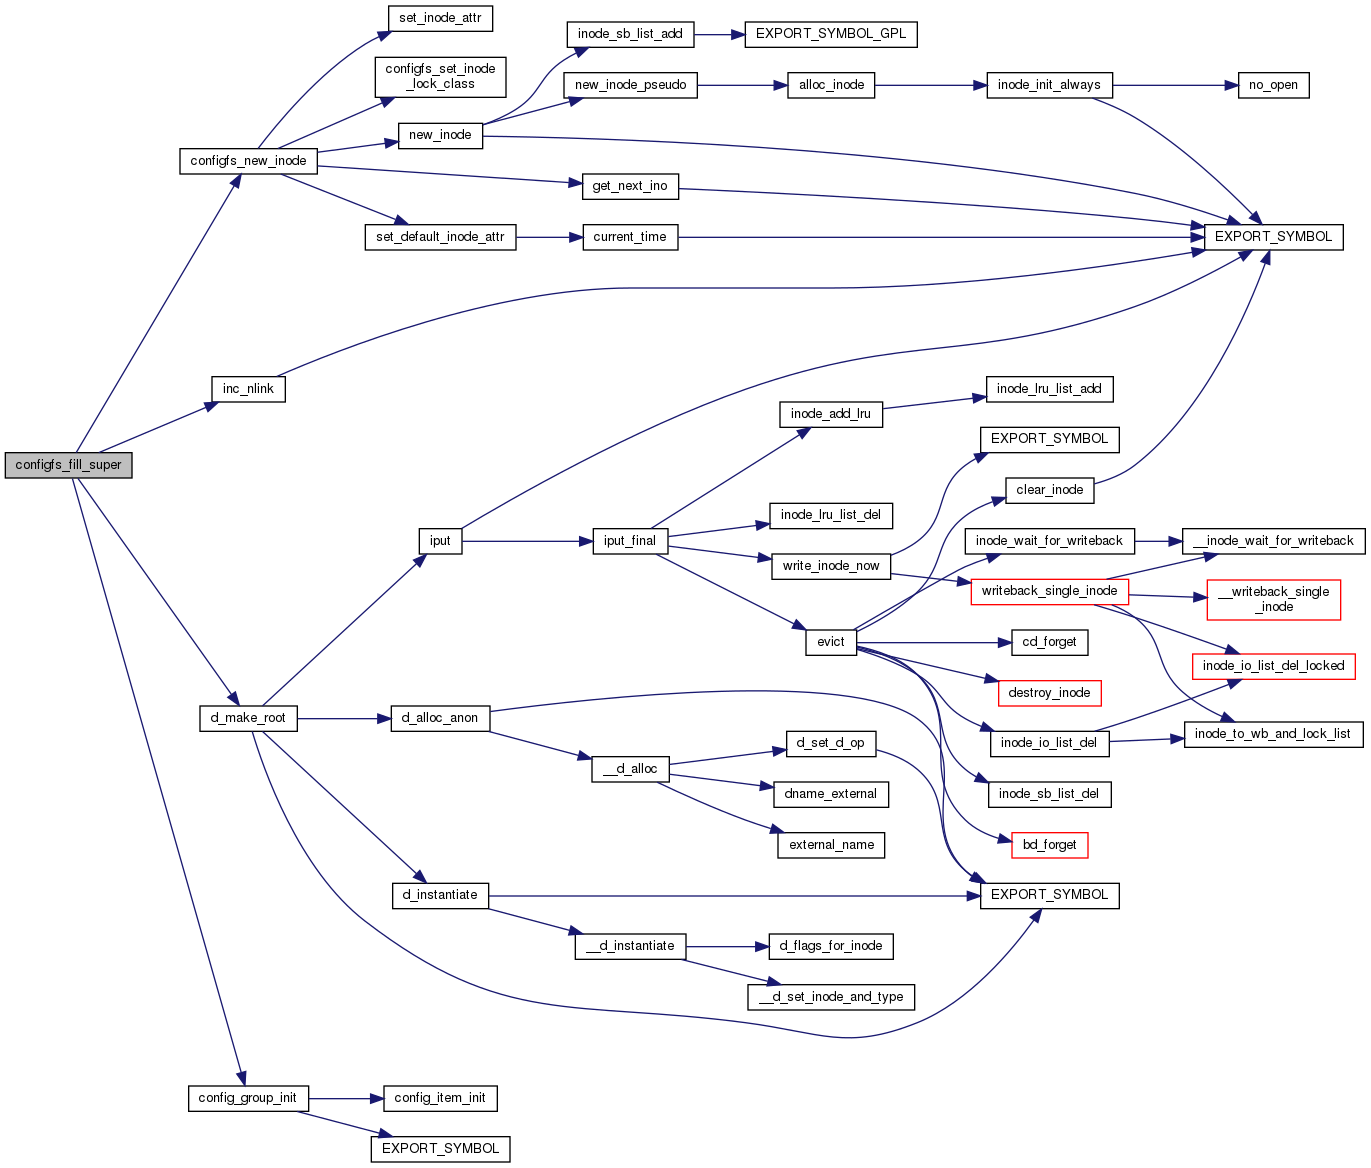 set_inode_attr
inode_sb_list_add
EXPORT_SYMBOL_GPL
configfs_set_inode
_lock_class
new_inode_pseudo
alloc_inode
inode_init_always
no_open
new_inode
configfs_new_inode
get_next_ino
set_default_inode_attr
current_time
EXPORT_SYMBOL
inc_nlink
inode_lru_list_add
inode_add_lru
EXPORT_SYMBOL
configfs_fill_super
clear_inode
inode_lru_list_del
iput
iput_final
inode_wait_for_writeback
__inode_wait_for_writeback
write_inode_now
writeback_single_inode
__writeback_single
_inode
evict
cd_forget
inode_io_list_del_locked
destroy_inode
d_make_root
d_alloc_anon
d_set_d_op
inode_io_list_del
inode_to_wb_and_lock_list
__d_alloc
dname_external
inode_sb_list_del
external_name
bd_forget
d_instantiate
EXPORT_SYMBOL
__d_instantiate
d_flags_for_inode
__d_set_inode_and_type
config_group_init
config_item_init
EXPORT_SYMBOL